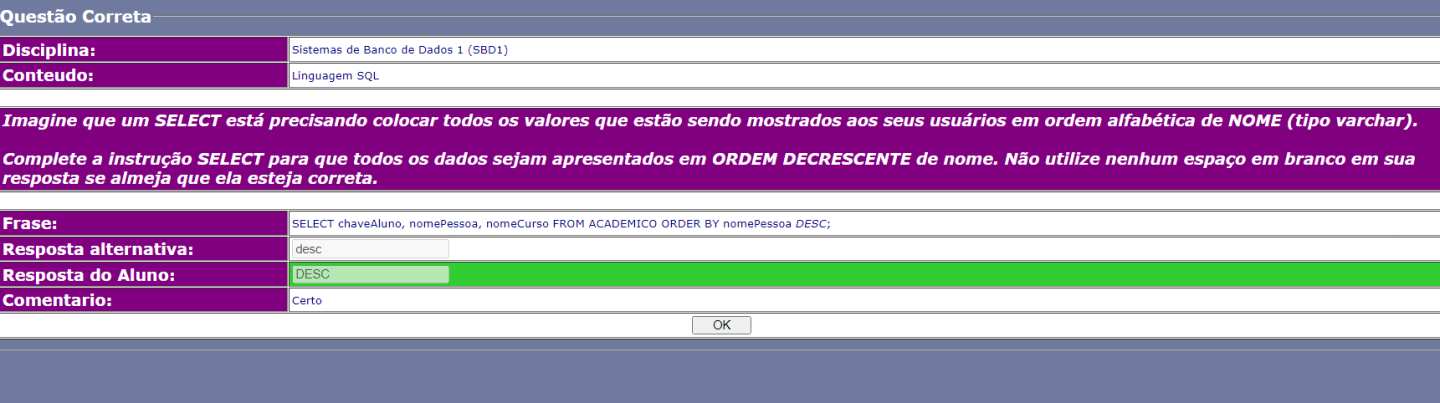 Questão Correta
Disciplina: Sistemas de Banco de Dados 1 (SBD1)
Conteudo: Linguagem SQL
Imagine que um SELECT está precisando colocar todos os valores que estão sendo mostrados aos seus usuários em ordem alfabética de NOME (tipo varchar).
Complete a instrução SELECT para que todos os dados sejam apresentados em ORDEM DECRESCENTE de nome. Não utilize nenhum espaço em branco em sua
resposta se almeja que ela esteja correta.
Frase: SELECT chaveAluno, nomePessoa, nomeCurso FROM ACADEMICO ORDER BY nomePessoa DESC;
Resposta alternativa: desc
Resposta do Aluno: DESC
Comentario: Certo
OK